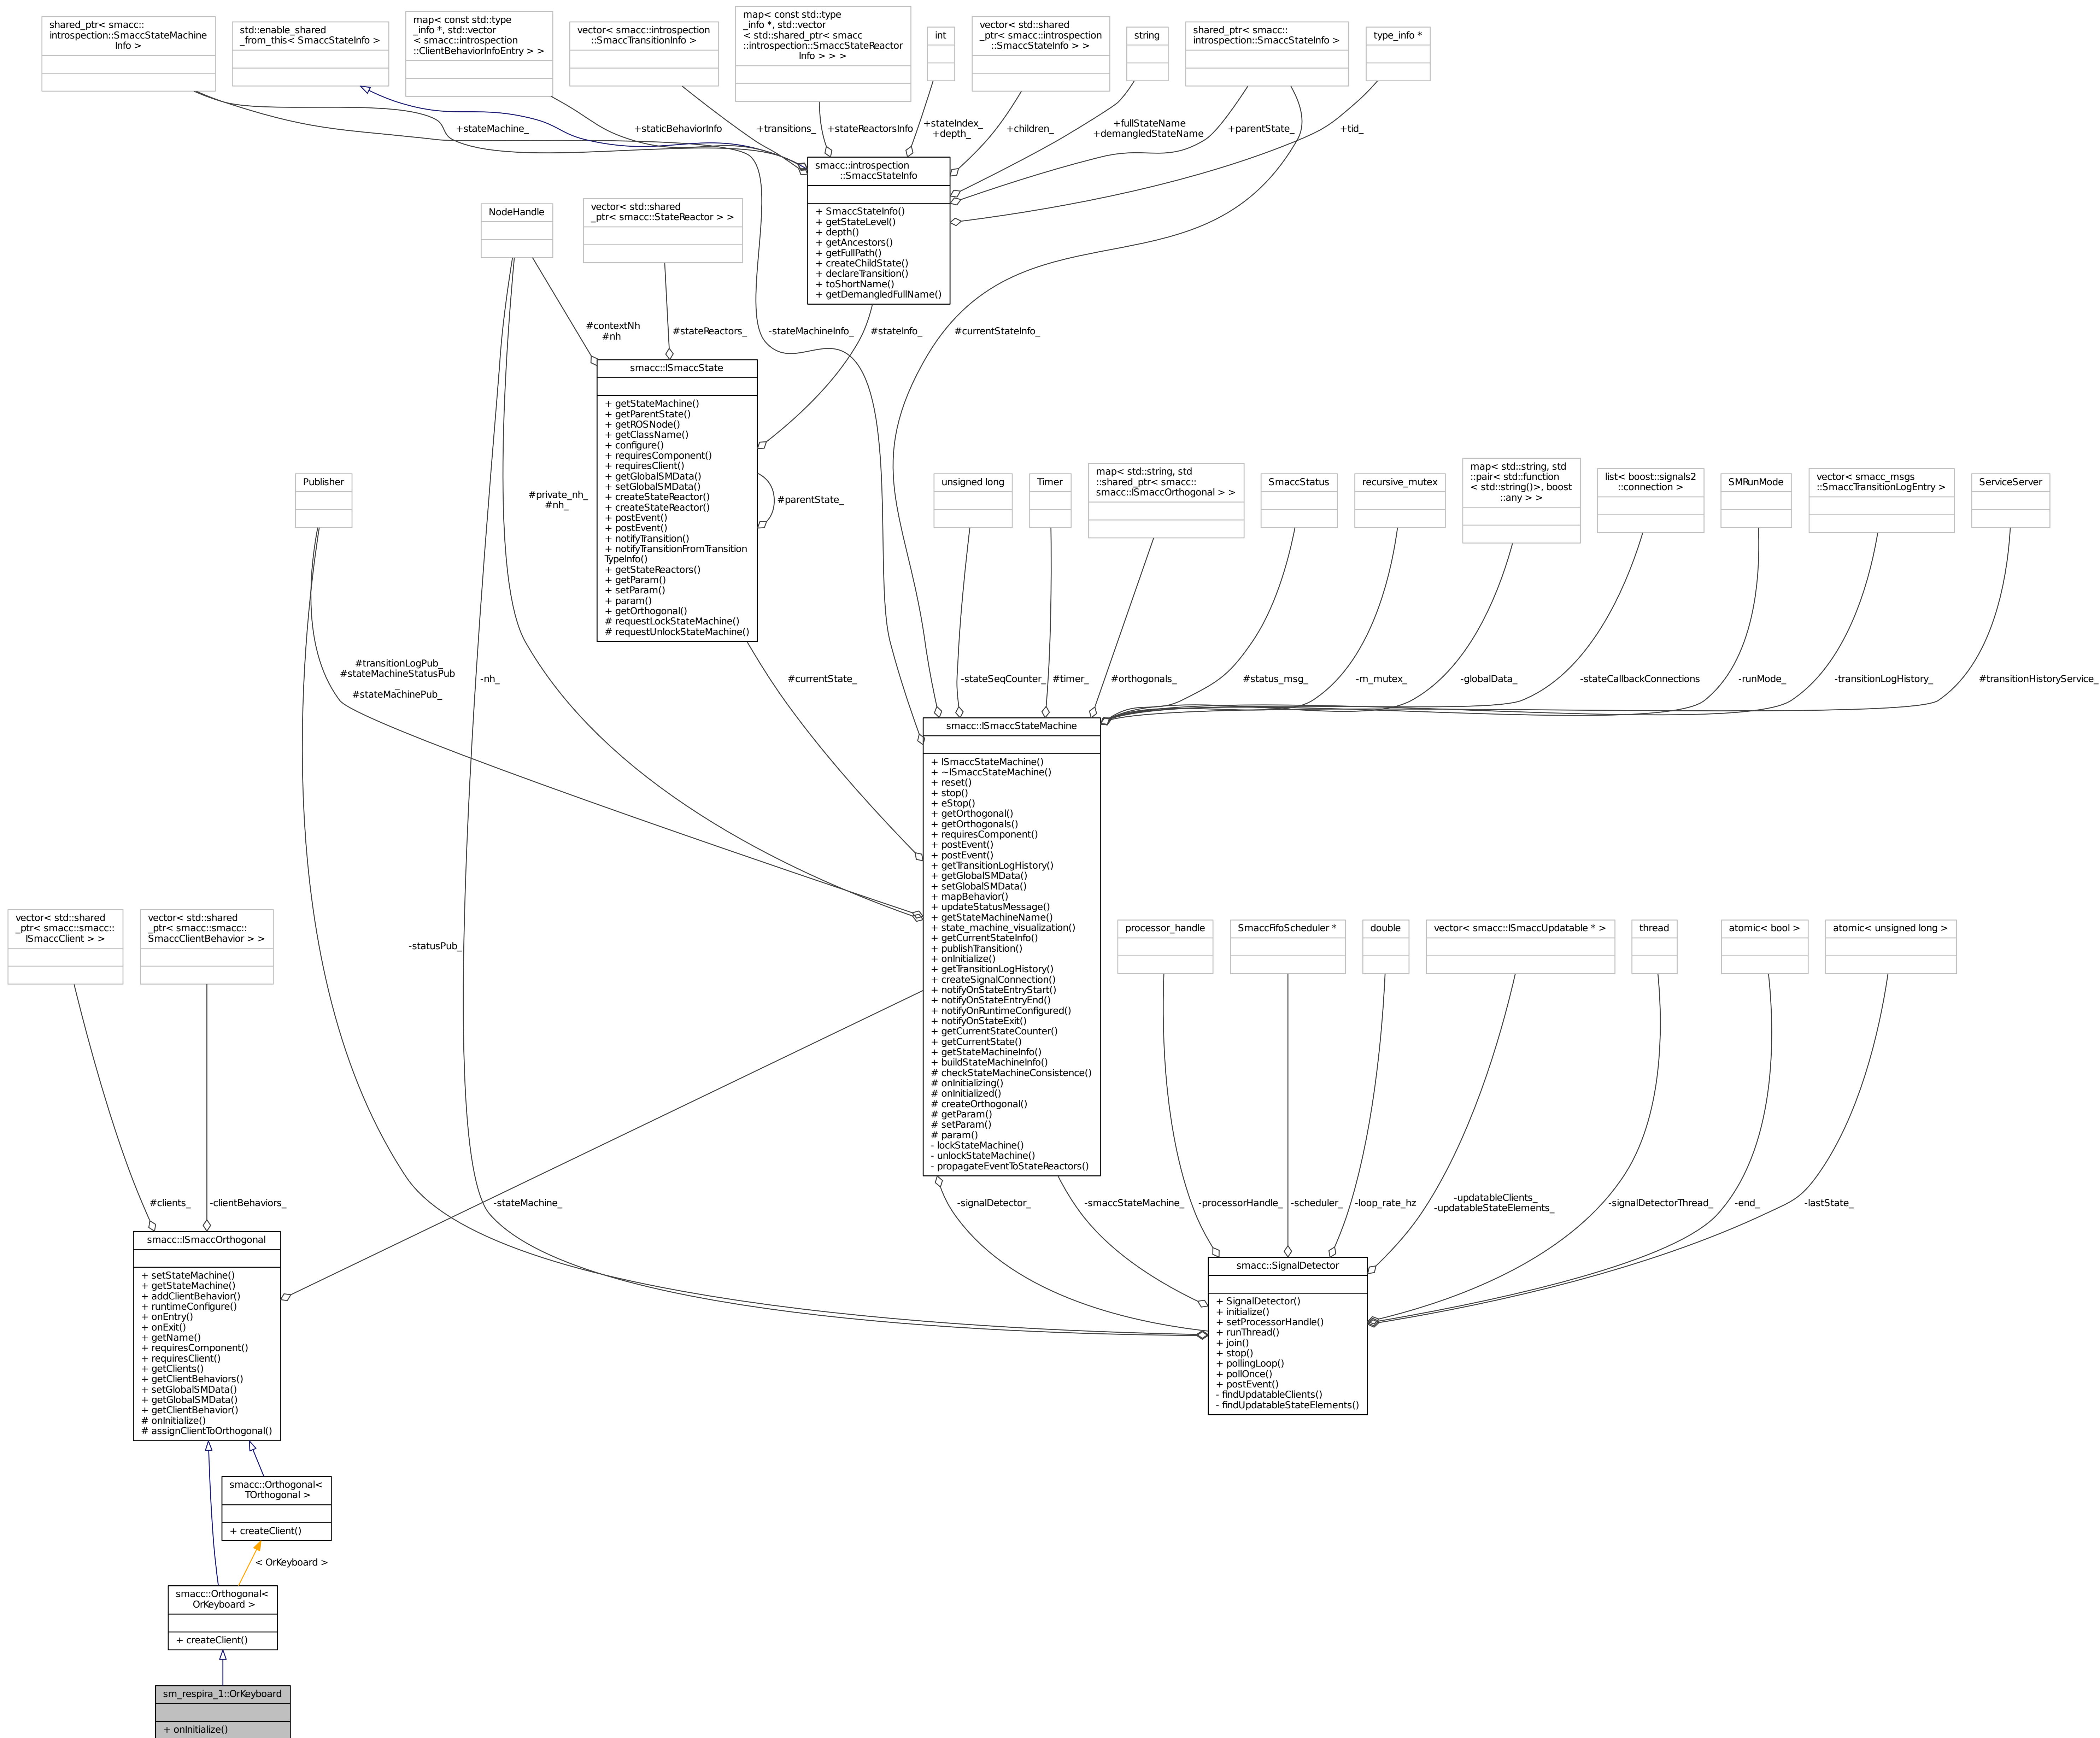 shared_ptr< smacc::
introspection::SmaccStateMachine
Info >
std::enable_shared
_from_this< SmaccStateInfo >
map< const std::type
_info *, std::vector
< smacc::introspection
::ClientBehaviorInfoEntry > >
vector< smacc::introspection
::SmaccTransitionInfo >
map< const std::type
_info *, std::vector
< std::shared_ptr< smacc
::introspection::SmaccStateReactor
Info > > >
int
vector< std::shared
_ptr< smacc::introspection
::SmaccStateInfo > >
string
shared_ptr< smacc::
introspection::SmaccStateInfo >
type_info *
+stateMachine_
+staticBehaviorInfo
+transitions_
+stateReactorsInfo
+stateIndex_
+depth_
+children_
+fullStateName
+demangledStateName
+parentState_
+tid_
smacc::introspection
::SmaccStateInfo
+ SmaccStateInfo()
+ getStateLevel()
+ depth()
+ getAncestors()
+ getFullPath()
+ createChildState()
+ declareTransition()
+ toShortName()
+ getDemangledFullName()
NodeHandle
vector< std::shared
_ptr< smacc::StateReactor > >
#contextNh
#nh
#stateReactors_
-stateMachineInfo_
#stateInfo_
#currentStateInfo_
smacc::ISmaccState
+ getStateMachine()
+ getParentState()
+ getROSNode()
+ getClassName()
+ configure()
+ requiresComponent()
+ requiresClient()
+ getGlobalSMData()
+ setGlobalSMData()
+ createStateReactor()
+ createStateReactor()
+ postEvent()
+ postEvent()
+ notifyTransition()
+ notifyTransitionFromTransition
TypeInfo()
+ getStateReactors()
+ getParam()
+ setParam()
+ param()
+ getOrthogonal()
# requestLockStateMachine()
# requestUnlockStateMachine()
#parentState_
#private_nh_
#nh_
Publisher
unsigned long
Timer
map< std::string, std
::shared_ptr< smacc::
smacc::ISmaccOrthogonal > >
SmaccStatus
recursive_mutex
map< std::string, std
::pair< std::function
< std::string()>, boost
::any > >
list< boost::signals2
::connection >
SMRunMode
vector< smacc_msgs
::SmaccTransitionLogEntry >
ServiceServer
#transitionLogPub_
#stateMachineStatusPub
_
#stateMachinePub_
-nh_
#currentState_
-stateSeqCounter_
#timer_
#orthogonals_
#status_msg_
-m_mutex_
-globalData_
-stateCallbackConnections
-runMode_
-transitionLogHistory_
#transitionHistoryService_
smacc::ISmaccStateMachine
+ ISmaccStateMachine()
+ ~ISmaccStateMachine()
+ reset()
+ stop()
+ eStop()
+ getOrthogonal()
+ getOrthogonals()
+ requiresComponent()
+ postEvent()
+ postEvent()
+ getTransitionLogHistory()
+ getGlobalSMData()
+ setGlobalSMData()
+ mapBehavior()
+ updateStatusMessage()
+ getStateMachineName()
+ state_machine_visualization()
+ getCurrentStateInfo()
+ publishTransition()
+ onInitialize()
+ getTransitionLogHistory()
+ createSignalConnection()
+ notifyOnStateEntryStart()
+ notifyOnStateEntryEnd()
+ notifyOnRuntimeConfigured()
+ notifyOnStateExit()
+ getCurrentStateCounter()
+ getCurrentState()
+ getStateMachineInfo()
+ buildStateMachineInfo()
# checkStateMachineConsistence()
# onInitializing()
# onInitialized()
# createOrthogonal()
# getParam()
# setParam()
# param()
- lockStateMachine()
- unlockStateMachine()
- propagateEventToStateReactors()
vector< std::shared
_ptr< smacc::smacc::
ISmaccClient > >
vector< std::shared
_ptr< smacc::smacc::
SmaccClientBehavior > >
-statusPub_
processor_handle
SmaccFifoScheduler *
double
vector< smacc::ISmaccUpdatable * >
thread
atomic< bool >
atomic< unsigned long >
#clients_
-clientBehaviors_
-stateMachine_
-signalDetector_
-smaccStateMachine_
-processorHandle_
-scheduler_
-loop_rate_hz
-updatableClients_
-updatableStateElements_
-signalDetectorThread_
-end_
-lastState_
smacc::ISmaccOrthogonal
+ setStateMachine()
+ getStateMachine()
+ addClientBehavior()
+ runtimeConfigure()
+ onEntry()
+ onExit()
+ getName()
+ requiresComponent()
+ requiresClient()
+ getClients()
+ getClientBehaviors()
+ setGlobalSMData()
+ getGlobalSMData()
+ getClientBehavior()
# onInitialize()
# assignClientToOrthogonal()
smacc::SignalDetector
+ SignalDetector()
+ initialize()
+ setProcessorHandle()
+ runThread()
+ join()
+ stop()
+ pollingLoop()
+ pollOnce()
+ postEvent()
- findUpdatableClients()
- findUpdatableStateElements()
smacc::Orthogonal<
TOrthogonal >
+ createClient()
< OrKeyboard >
smacc::Orthogonal<
OrKeyboard >
+ createClient()
sm_respira_1::OrKeyboard
+ onInitialize()